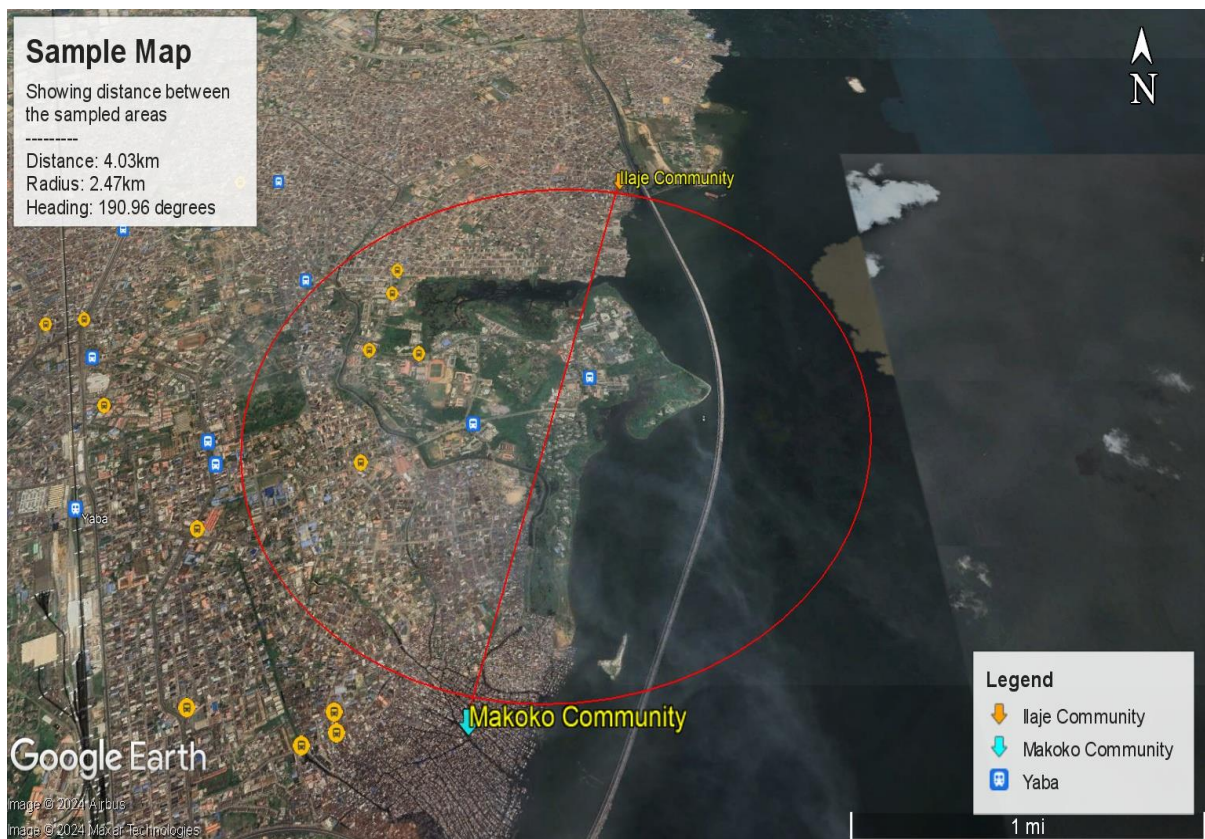 Sample Map
Showing distance between
the sampled areas
---------
Distance: 4.03km
Radius: 2.47km
Heading: 190.96 degrees
N
Ilaje Community
Yaba
Makoko Community
Legend
Ilaje Community
Makoko Community
Yaba
Google Earth
Image © 2024 Airbus
Image © 2024 Maxar Technologies
1 mi